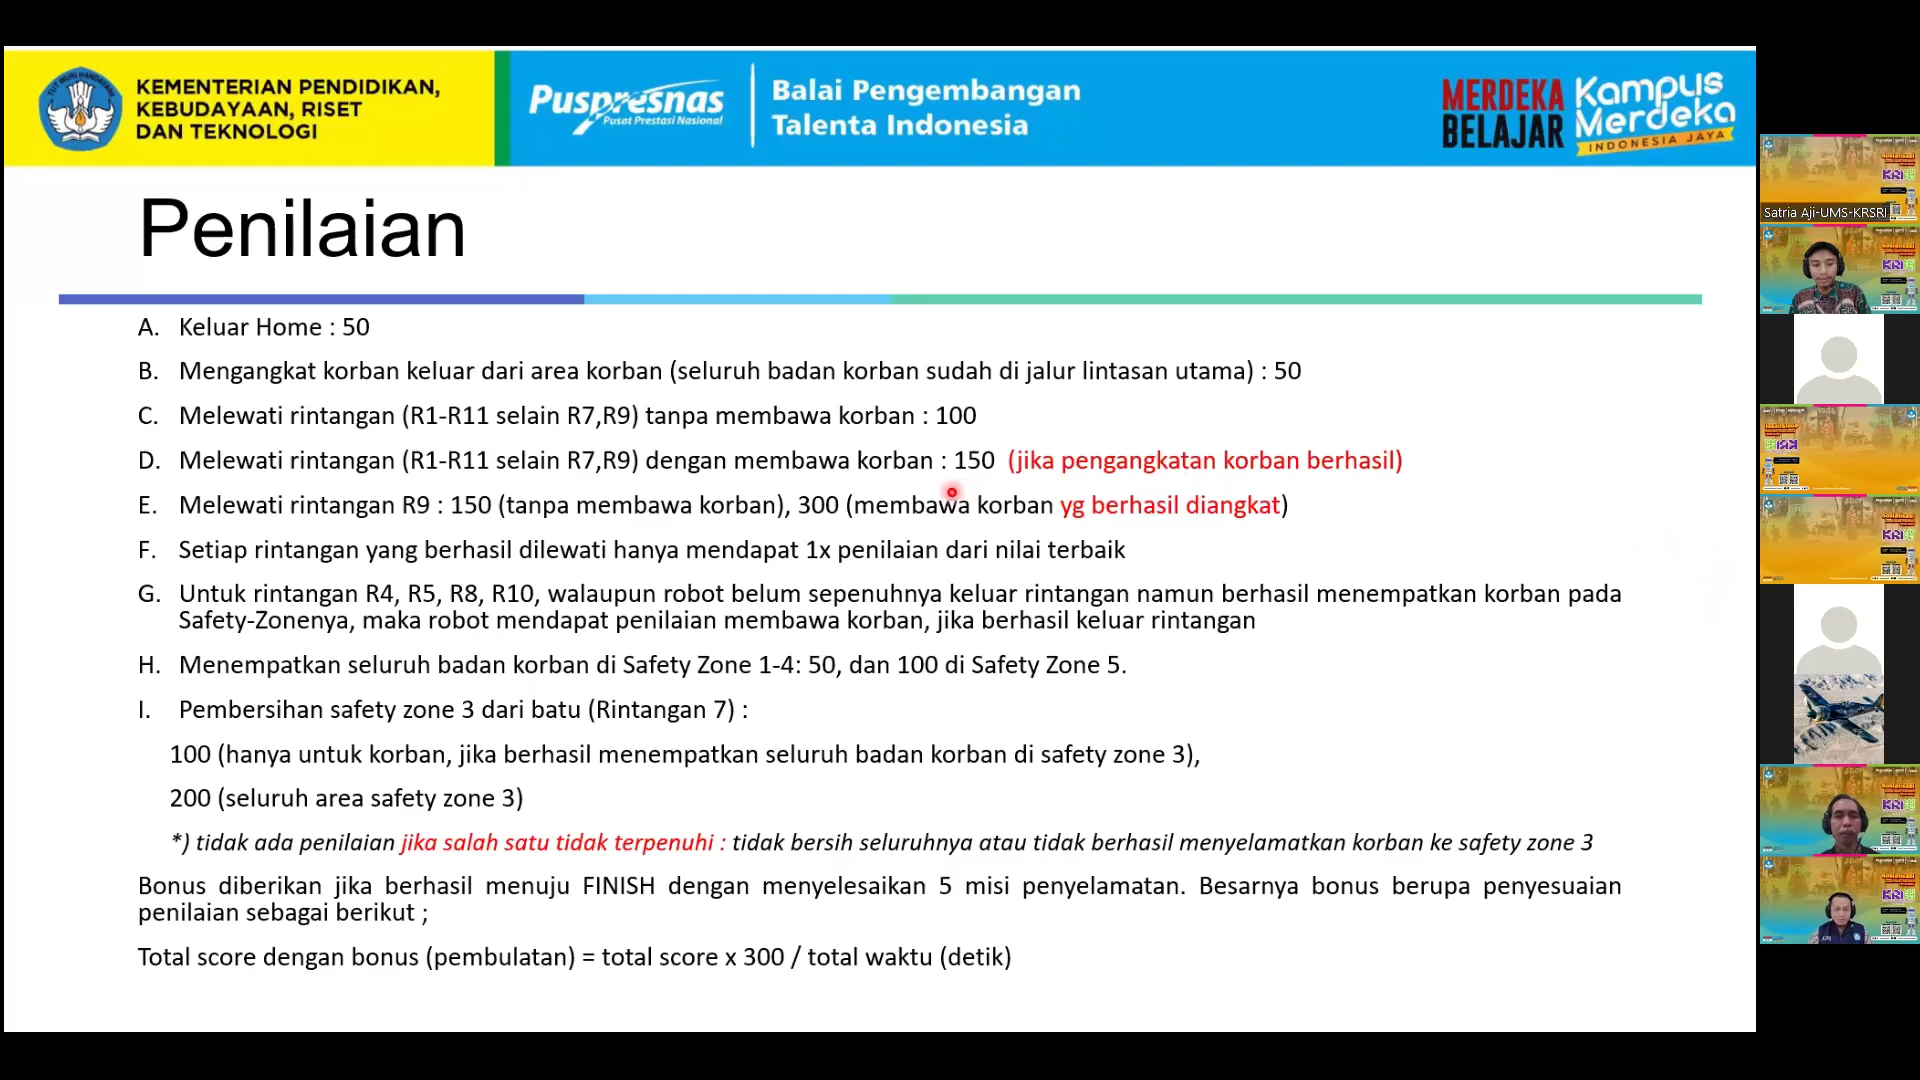 KEMENTERIAN PENDIDIKAN,
KEBUDAYAAN, RISET
DAN TEKNOLOGI
Puspresnas
Pusat Prestasi Nasional
Balai Pengembangan
Talenta Indonesia
MERDEKA
BELAJAR
Kampus
Merdeka
INDONESIA JAYA
Penilaian
A. Keluar Home : 50
B. Mengangkat korban keluar dari area korban (seluruh badan korban sudah di jalur lintasan utama) : 50
C. Melewati rintangan (R1-R11 selain R7,R9) tanpa membawa korban : 100
D. Melewati rintangan (R1-R11 selain R7,R9) dengan membawa korban : 150 (jika pengangkatan korban berhasil)
E. Melewati rintangan R9 : 150 (tanpa membawa korban), 300 (membawa korban yg berhasil diangkat)
F. Setiap rintangan yang berhasil dilewati hanya mendapat 1x penilaian dari nilai terbaik
G. Untuk rintangan R4, R5, R8, R10, walaupun robot belum sepenuhnya keluar rintangan namun berhasil menempatkan korban pada
Safety-Zonenya, maka robot mendapat penilaian membawa korban, jika berhasil keluar rintangan
H. Menempatkan seluruh badan korban di Safety Zone 1-4: 50, dan 100 di Safety Zone 5.
I. Pembersihan safety zone 3 dari batu (Rintangan 7) :
100 (hanya untuk korban, jika berhasil menempatkan seluruh badan korban di safety zone 3),
200 (seluruh area safety zone 3)
*) tidak ada penilaian jika salah satu tidak terpenuhi : tidak bersih seluruhnya atau tidak berhasil menyelamatkan korban ke safety zone 3
Bonus diberikan jika berhasil menuju FINISH dengan menyelesaikan 5 misi penyelamatan. Besarnya bonus berupa penyesuaian
penilaian sebagai berikut ;
Total score dengan bonus (pembulatan) = total score x 300 / total waktu (detik)
Satria Aji-UMS-KRSRI